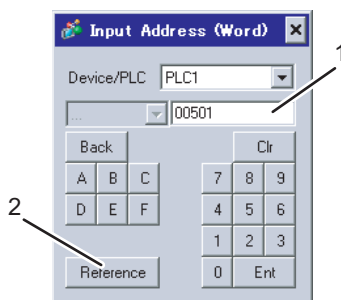 Input Address (Word)
1
Device/PLC PLC1
... 00501
Back Clr
A B C 7 8 9
D E F 4 5 6
2
1 2 3
Reference 0 Ent